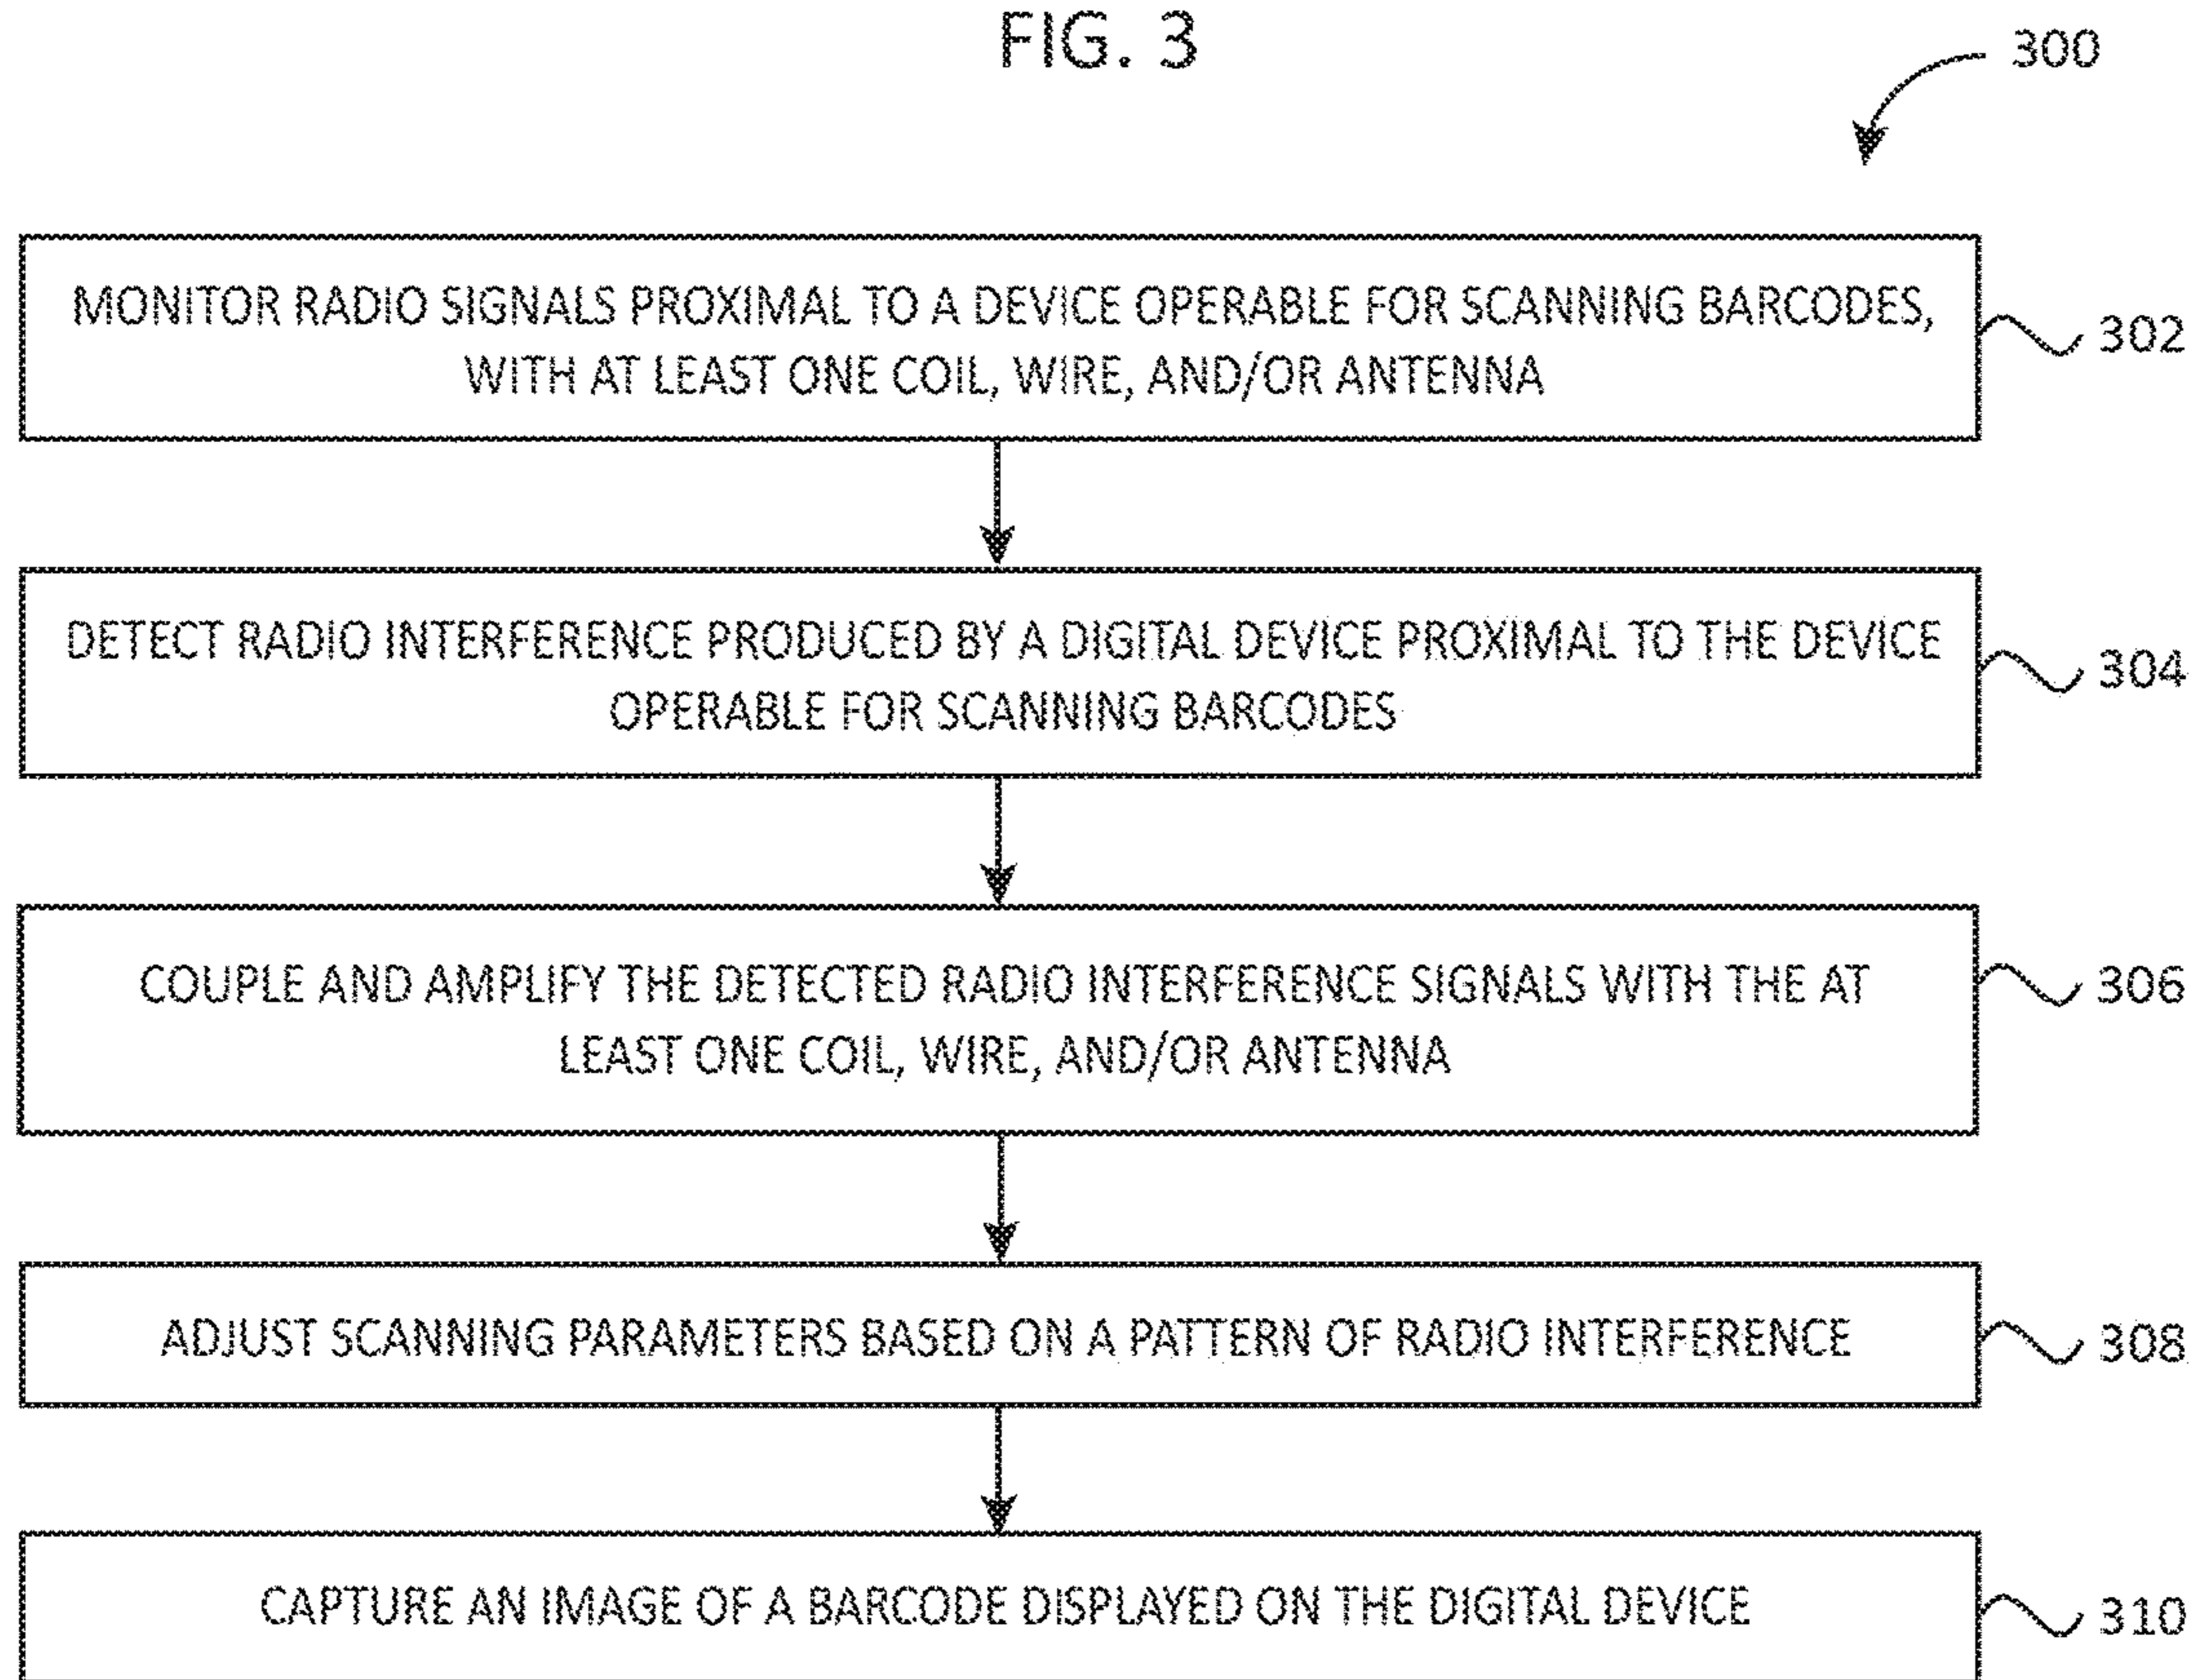 FIG. 3
300
MONITOR RADIO SIGNALS PROXIMAL TO A DEVICE OPERABLE FOR SCANNING BARCODES,
WITH AT LEAST ONE COIL, WIRE, AND/OR ANTENNA
302
DETECT RADIO INTERFERENCE PRODUCED BY A DIGITAL DEVICE PROXIMAL TO THE DEVICE
OPERABLE FOR SCANNING BARCODES
304
COUPLE AND AMPLIFY THE DETECTED RADIO INTERFERENCE SIGNALS WITH THE AT
LEAST ONE COIL, WIRE, AND/OR ANTENNA
306
ADJUST SCANNING PARAMETERS BASED ON A PATTERN OF RADIO INTERFERENCE
308
CAPTURE AN IMAGE OF A BARCODE DISPLAYED ON THE DIGITAL DEVICE
310